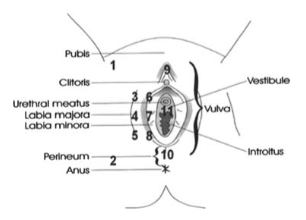 Pubis
1
9
Clitoris
Vestibule
3 6
Urethral meatus
11
Vulva
Labia majora
4 7
Labia minora
5 8
Introitus
Perineum
2
10
Anus